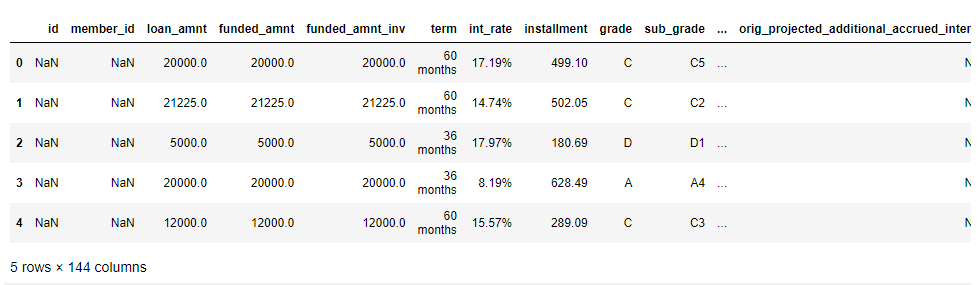 id member_id loan_amnt funded_amnt funded_amnt_inv term int_rate installment grade sub_grade ... orig_projected_additional_accrued_inter
0 NaN NaN 20000.0 20000.0 20000.0 60 months 17.19% 499.10 C C5 ... N
1 NaN NaN 21225.0 21225.0 21225.0 60 months 14.74% 502.05 C C2 ... N
2 NaN NaN 5000.0 5000.0 5000.0 36 months 17.97% 180.69 D D1 ... N
3 NaN NaN 20000.0 20000.0 20000.0 36 months 8.19% 628.49 A A4 ... N
4 NaN NaN 12000.0 12000.0 12000.0 60 months 15.57% 289.09 C C3 ... N
5 rows × 144 columns